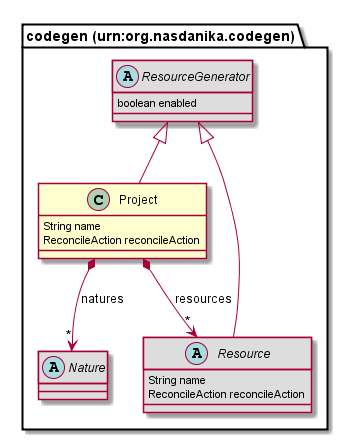 codegen (urn:org.nasdanika.codegen)
A ResourceGenerator
boolean enabled
C Project
String name
ReconcileAction reconcileAction
natures
resources
*
*
A Nature
A Resource
String name
ReconcileAction reconcileAction